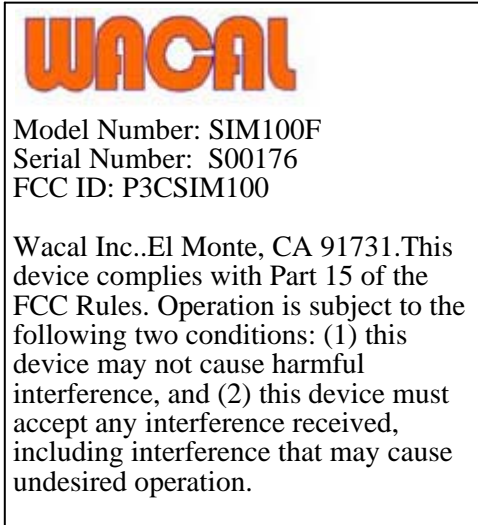 WACAL
Model Number: SIM100F
Serial Number:  S00176
FCC ID: P3CSIM100
Wacal Inc..El Monte, CA 91731.This
device complies with Part 15 of the
FCC Rules. Operation is subject to the
following two conditions: (1) this
device may not cause harmful
interference, and (2) this device must
accept any interference received,
including interference that may cause
undesired operation.